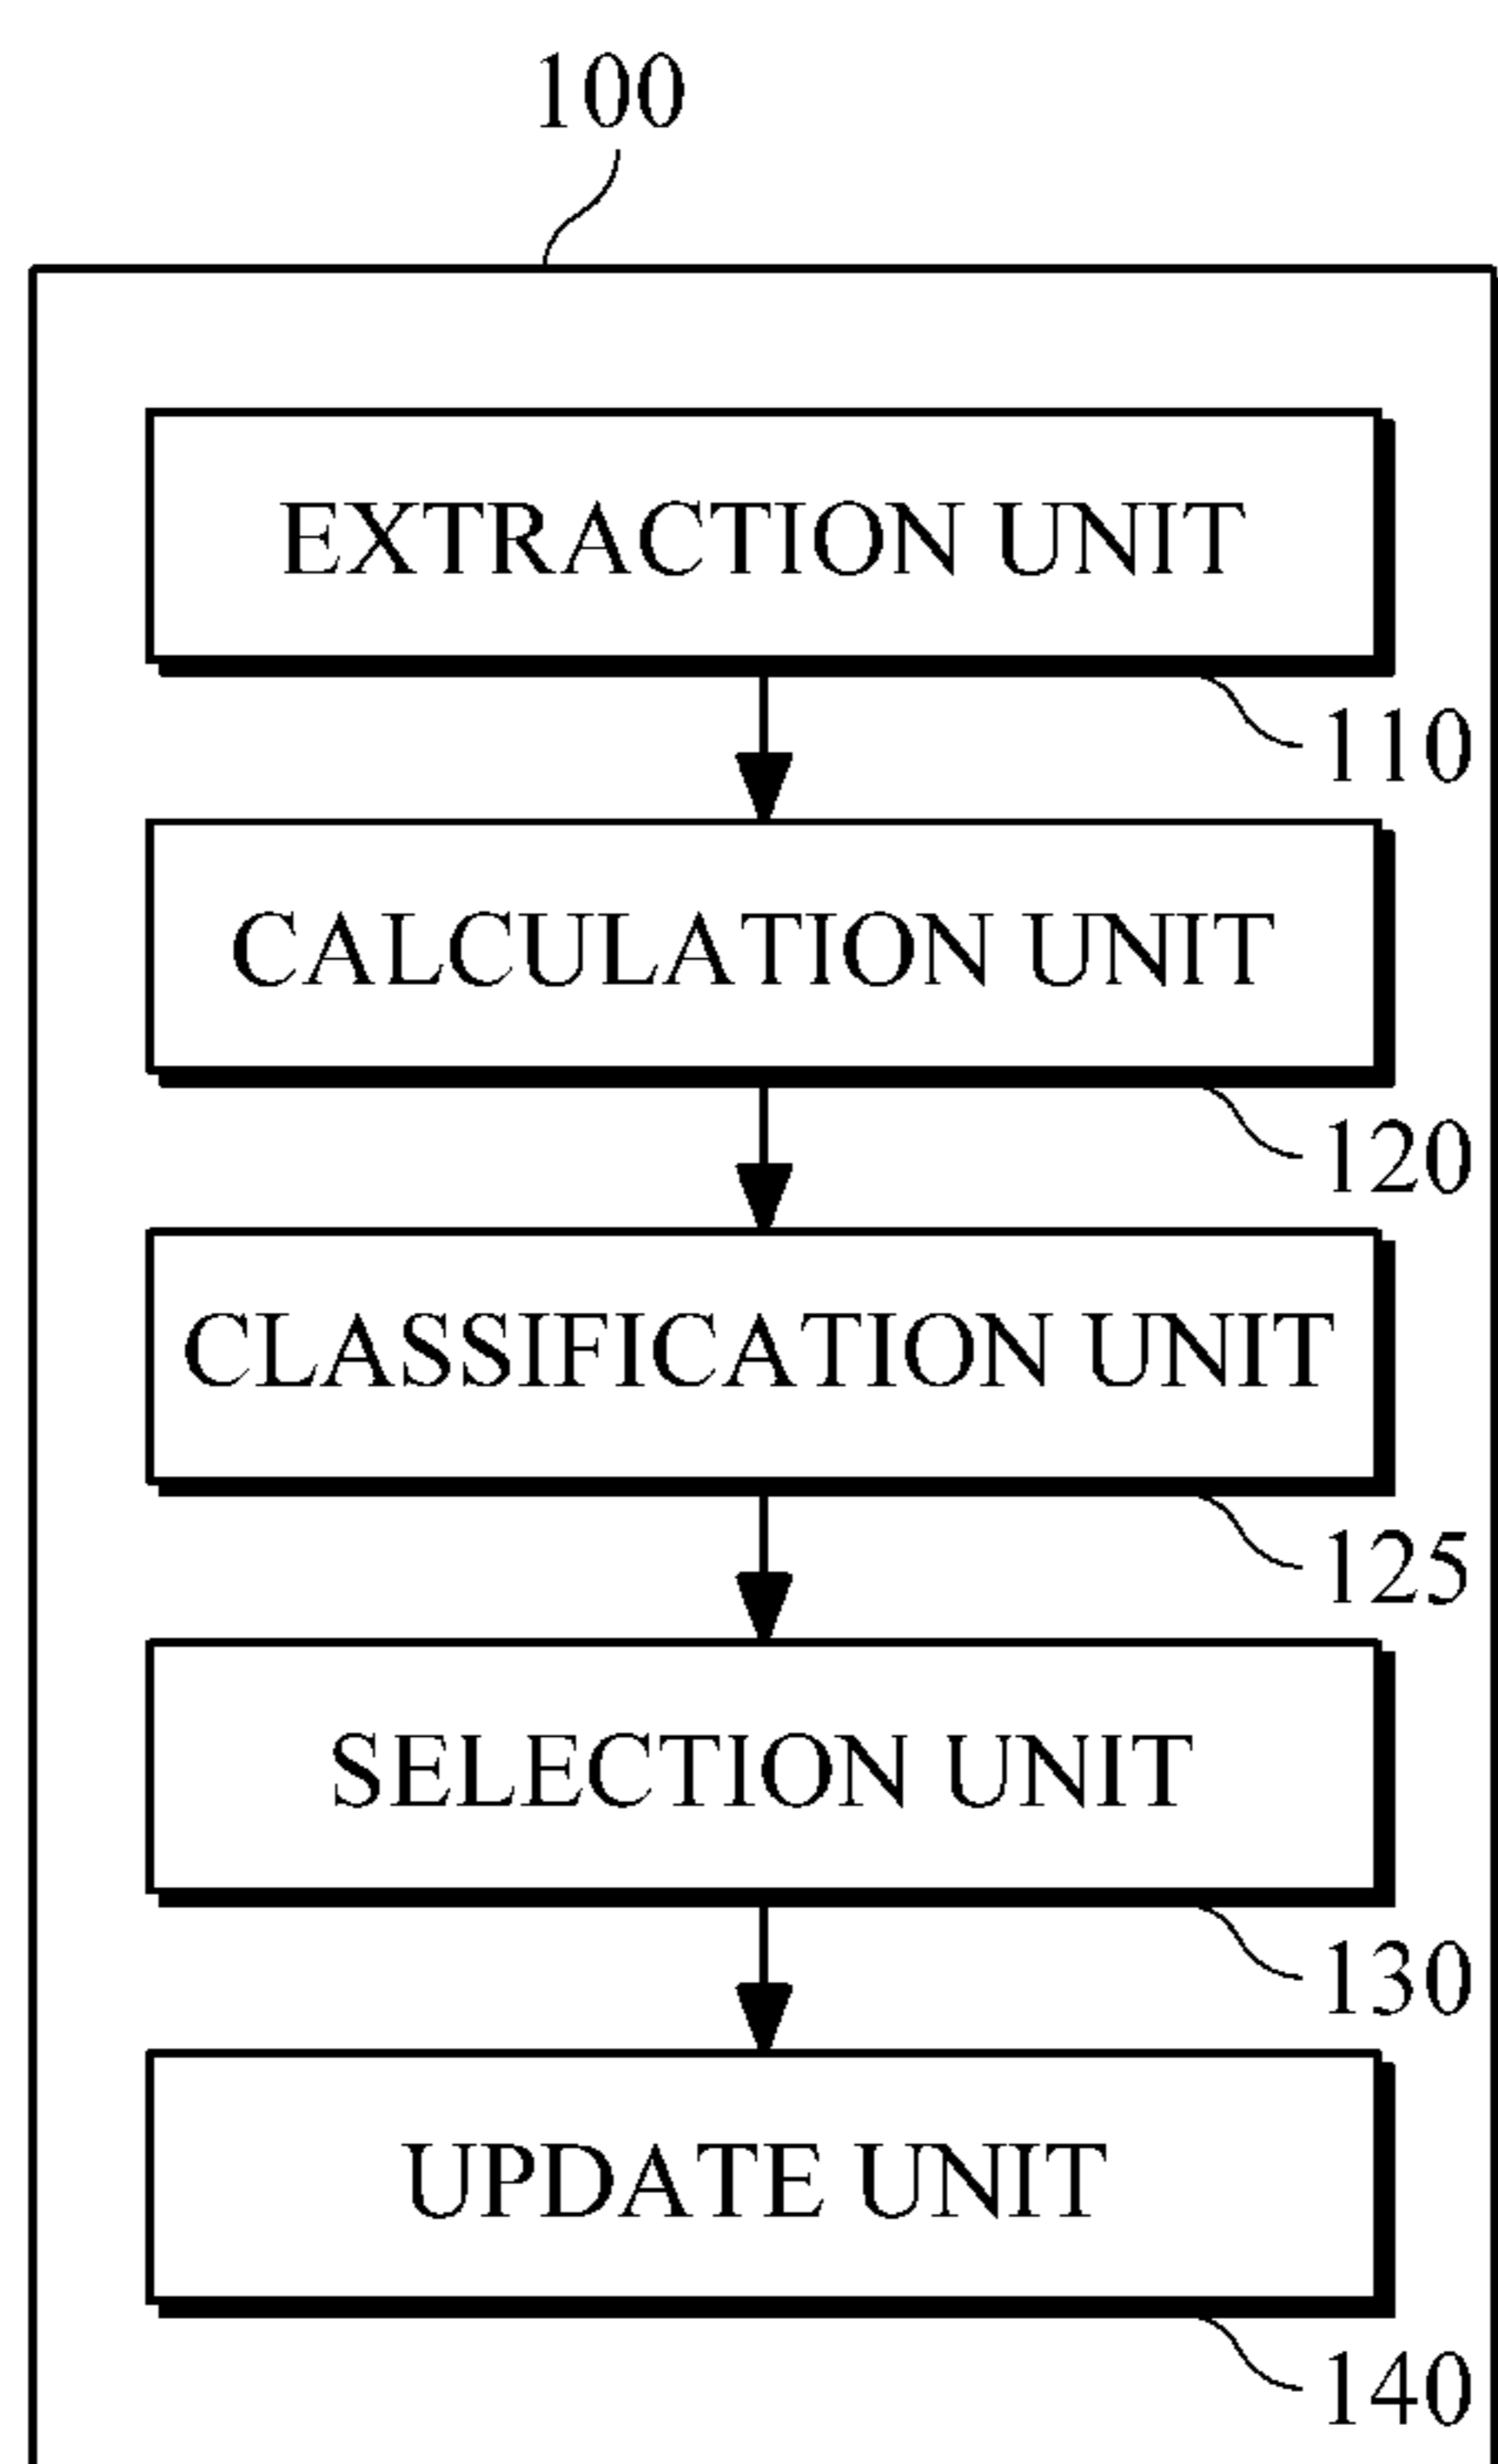 100
EXTRACTION UNIT
110
CALCULATION UNIT
120
CLASSIFICATION UNIT
125
SELECTION UNIT
130
UPDATE UNIT
140